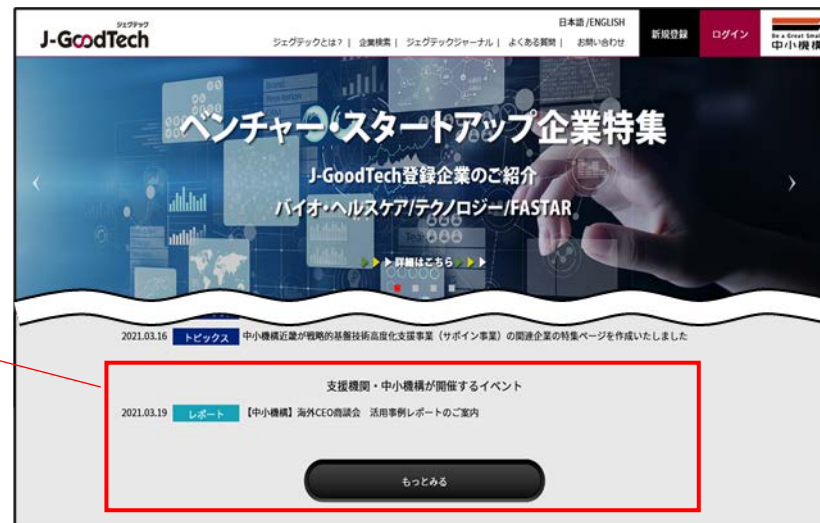 ジェグテック
J-GoodTech
日本語 /ENGLISH
ジェグテックとは? | 企業検索 | ジェグテックジャーナル | よくある質問 | お問い合わせ
新規登録
ログイン
Be a Great Smal
中小機構
ベンチャー・スタートアップ企業特集
J-GoodTech登録企業のご紹介
バイオ・ヘルスケア/テクノロジー/FASTAR
▶▶▶詳細はこちら▶▶▶
2021.03.16 トピックス 中小機構近畿が戦略的基盤技術高度化支援事業(サポイン事業)の関連企業の特集ページを作成いたしました
支援機関・中小機構が開催するイベント
2021.03.19 レポート 【中小機構】海外CEO商談会 活用事例レポートのご案内
もっとみる